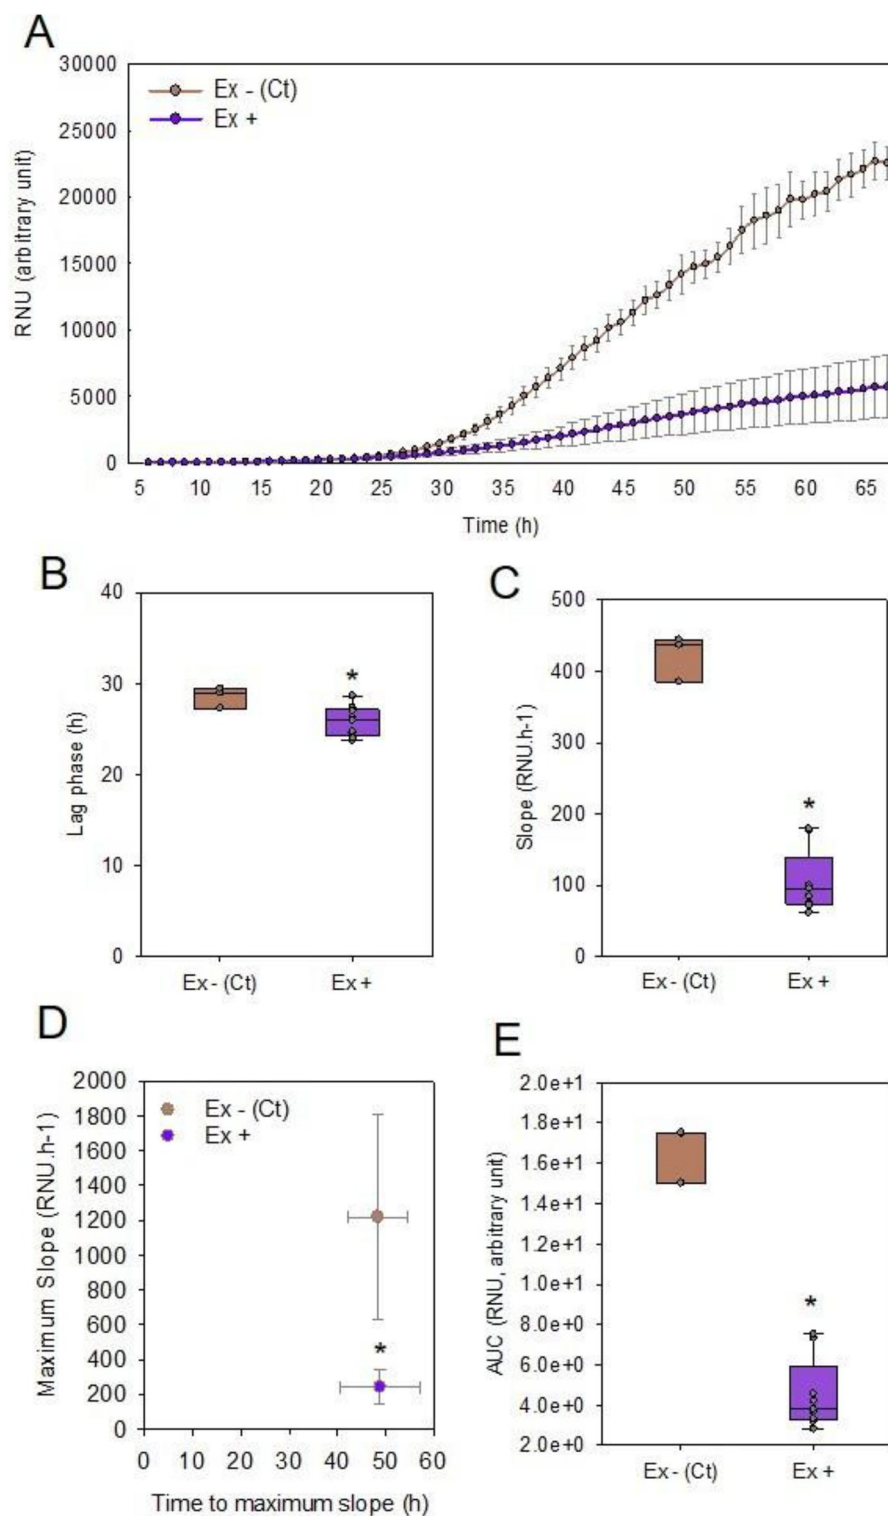 A
30000
25000
20000
15000
10000
5000
0
RNU (arbitrary unit)
Ex - (Ct)
Ex +
5 10 15 20 25 30 35 40 45 50 55 60 65
Time (h)
B
40
30
20
10
0
Lag phase (h)
*
Ex - (Ct) Ex +
C
500
400
300
200
100
0
Slope (RNU.h-1)
*
Ex - (Ct) Ex +
D
2000
1800
1600
1400
1200
1000
800
600
400
200
0
Maximum Slope (RNU.h-1)
Ex - (Ct)
Ex +
*
0 10 20 30 40 50 60
Time to maximum slope (h)
E
2.0e+1
1.8e+1
1.6e+1
1.4e+1
1.2e+1
1.0e+1
8.0e+0
6.0e+0
4.0e+0
2.0e+0
AUC (RNU, arbitrary unit)
*
Ex - (Ct) Ex +